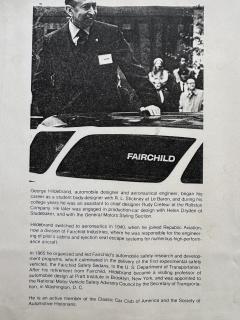 FAIRCHILD
George Hildebrand, automobile designer and aeronautical engineer, began his
career as a student body-designer with R. L. Stickney at Le Baron, and during his
college years he was an assistant to chief designer Rudy Creteur at the Rollston
Company. He later was engaged in production-car design with Helen Dryden of
Studebaker, and with the General Motors Styling Section.
Hildebrand switched to aeronautics in 1940, when he joined Republic Aviation,
now a division of Fairchild Industries, where he was responsible for the engineer-
ing of pilot's cabins and ejection seat escape systems for numerous high-perform-
ance aircraft.
In 1965 he organized and led Fairchild's automobile safety research and develop-
ment programs, which culminated in the delivery of the first experimental safety
vehicles, the Fairchild Safety Sedans, to the U. S. Department of Transportation.
After his retirement from Fairchild, Hildebrand became a visiting professor of
automobile design at Pratt Institute in Brooklyn, New York, and was appointed to
the National Motor Vehicle Safety Advisory Council by the Secretary of Transporta-
tion, in Washington, D. C.
He is an active member of the Classic Car Club of America and the Society of
Automotive Historians.